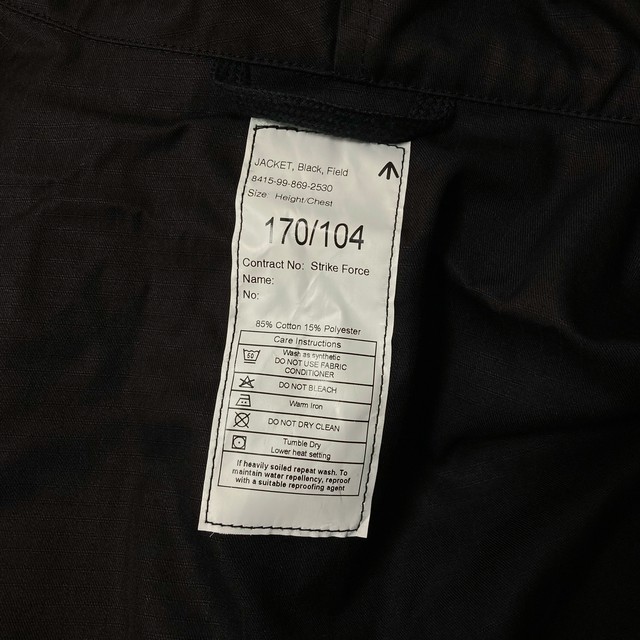 JACKET, Black, Field
8415-99-869-2530
Size: Height/Chest
170/104
Contract No: Strike Force
Name:
No:
85% Cotton 15% Polyester
Care Instructions
60
Wash as synthetic
DO NOT USE FABRIC
CONDITIONER
DO NOT BLEACH
Warm Iron
DO NOT DRY CLEAN
Tumble Dry
Lower heat setting
If heavily soiled repeat wash. To
maintain water repellency, reproof
with a suitable reproofing agent